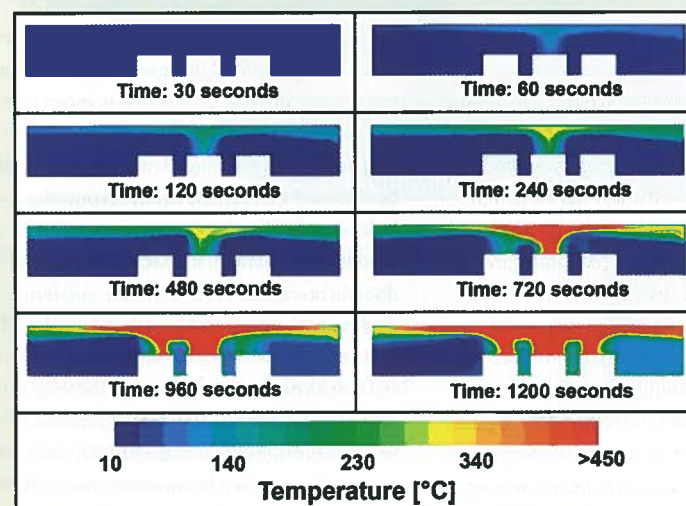 Time: 30 seconds
Time: 60 seconds
Time: 120 seconds
Time: 240 seconds
Time: 480 seconds
Time: 720 seconds
Time: 960 seconds
Time: 1200 seconds
10 140 230 340 >450
Temperature [°C]